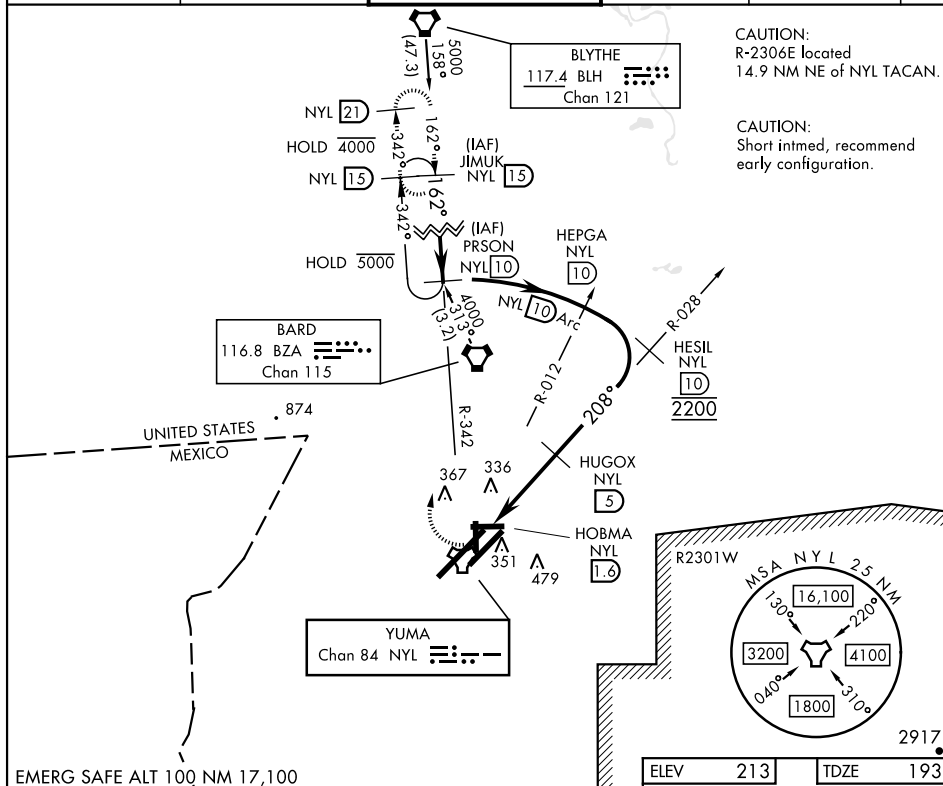 5000
158°
(47.3)
BLYTHE
117.4 BLH
Chan 121
CAUTION:
R-2306E located
14.9 NM NE of NYL TACAN.
CAUTION:
Short intmed, recommend
early configuration.
NYL 21
HOLD 4000
342°
162°
NYL 15
(IAF)
JIMUK
NYL 15
342°
162°
HOLD 5000
(IAF)
PRSON
NYL 10
HEPGA
NYL
10
NYL 10 Arc
R-028
4000
313°
(3.2)
BARD
116.8 BZA
Chan 115
HESIL
NYL
10
2200
R-012
208°
R-342
874
UNITED STATES
MEXICO
367
336
HUGOX
NYL
5
HOBMA
NYL
1.6
351
479
YUMA
Chan 84 NYL
R2301W
MSA NYL 25 NM
130°
16,100
220°
3200
4100
040°
1800
310°
2917
EMERG SAFE ALT 100 NM 17,100
ELEV 213
TDZE 193